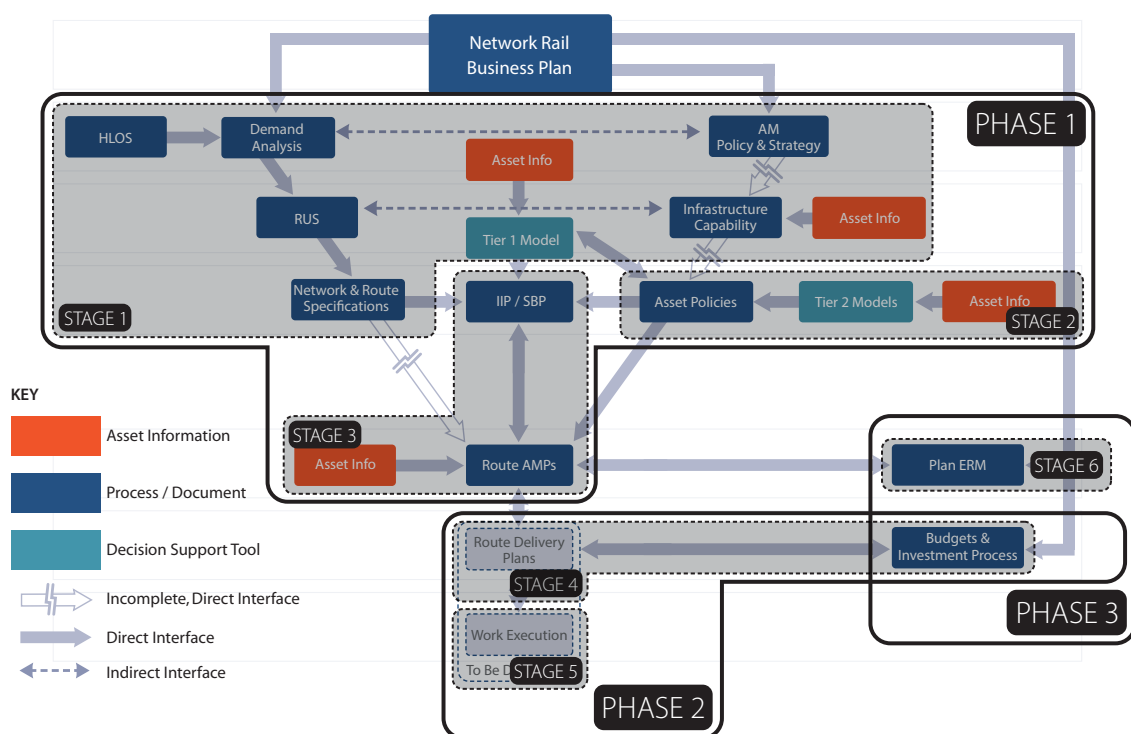 Network Rail
Business Plan
PHASE 1
HLOS
Demand
Analysis
AM
Policy & Strategy
Asset Info
RUS
Infrastructure
Capability
Asset Info
Tier 1 Model
Network & Route
Specifications
IIP / SBP
Asset Policies
Tier 2 Models
Asset Info
STAGE 1
STAGE 2
KEY
Asset Information
Process / Document
Decision Support Tool
Incomplete, Direct Interface
Direct Interface
Indirect Interface
STAGE 3
Asset Info
Route AMPs
Plan ERM
STAGE 6
Route Delivery
Plans
STAGE 4
Budgets &
Investment Process
Work Execution
To Be D
STAGE 5
PHASE 3
PHASE 2